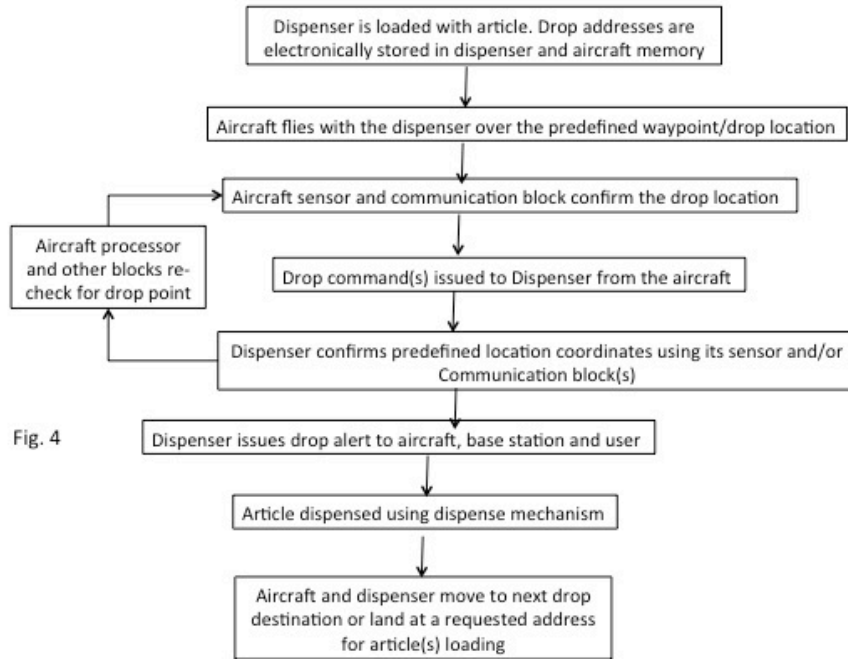 Dispenser is loaded with article. Drop addresses are
electronically stored in dispenser and aircraft memory
Aircraft flies with the dispenser over the predefined waypoint/drop location
Aircraft sensor and communication block confirm the drop location
Aircraft processor
and other blocks re-
check for drop point
Drop command(s) issued to Dispenser from the aircraft
Dispenser confirms predefined location coordinates using its sensor and/or
Communication block(s)
Fig. 4
Dispenser issues drop alert to aircraft, base station and user
Article dispensed using dispense mechanism
Aircraft and dispenser move to next drop
destination or land at a requested address
for article(s) loading